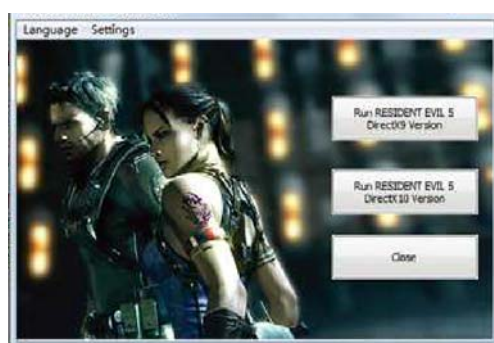 Language Settings
Run RESIDENT EVIL 5
DirectX9 Version
Run RESIDENT EVIL 5
DirectX10 Version
Close